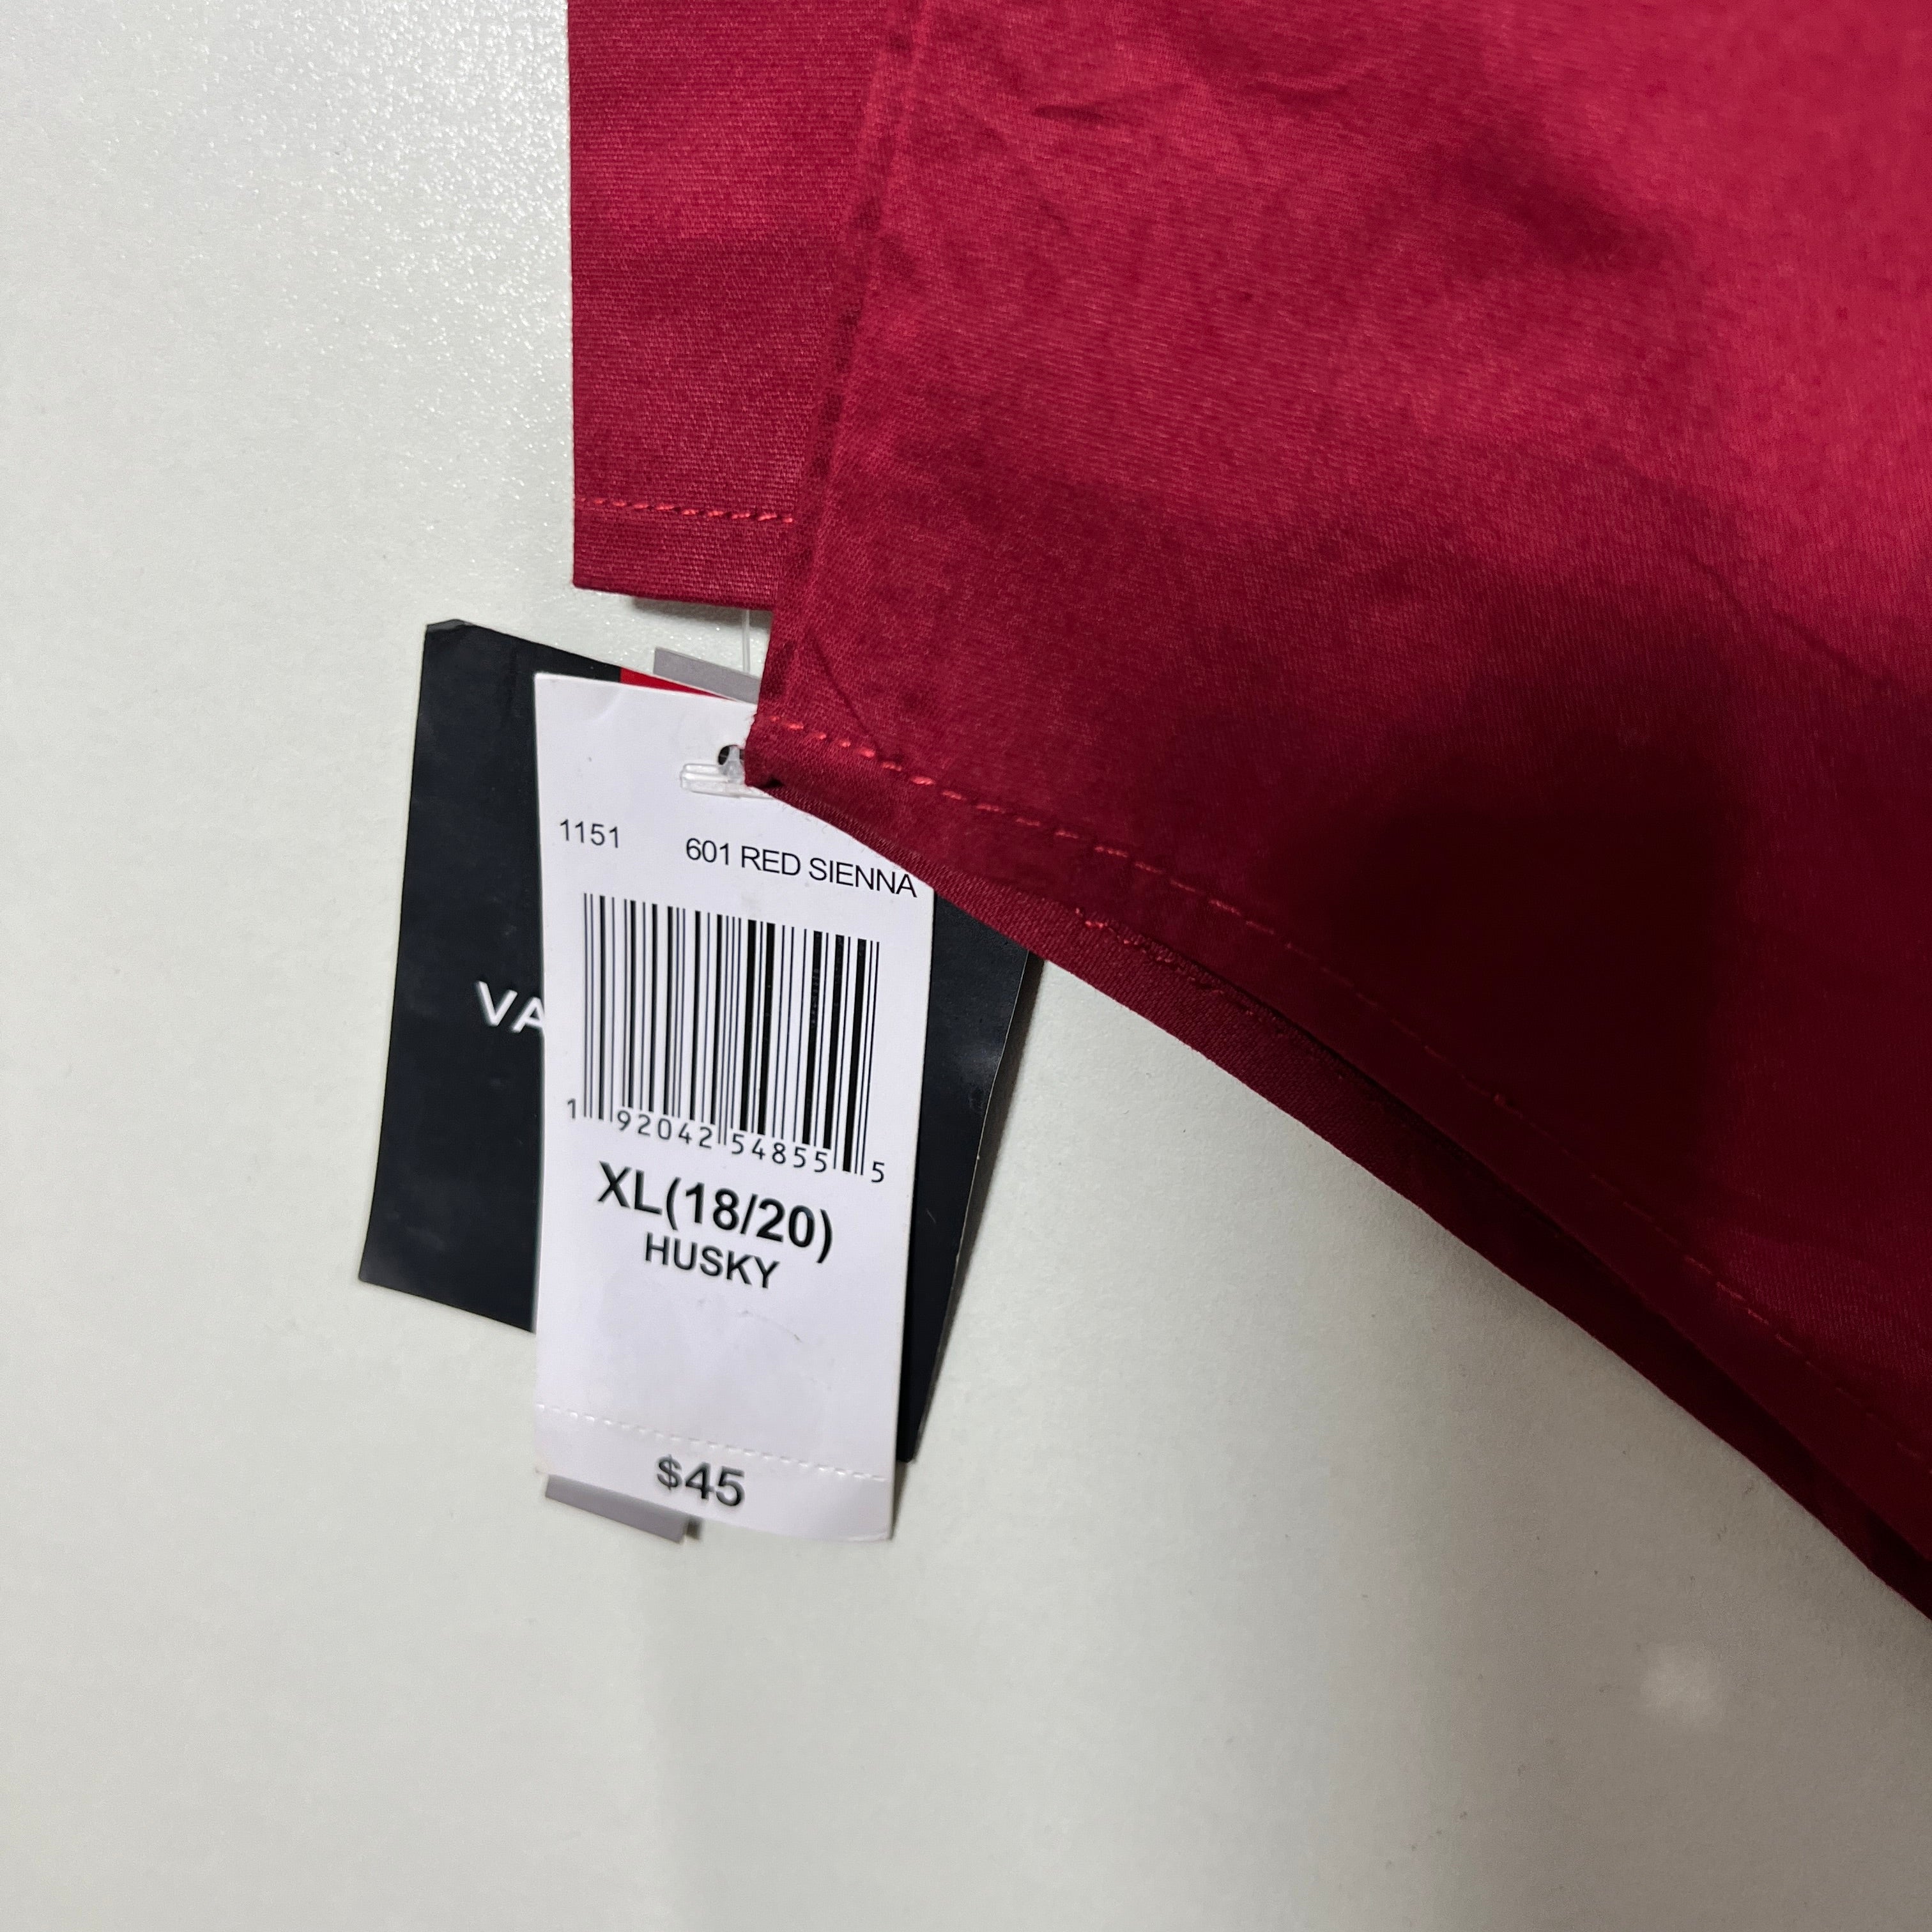 1151 601 RED SIENNA
VA
1 92042 54855 5
XL(18/20)
HUSKY
$45